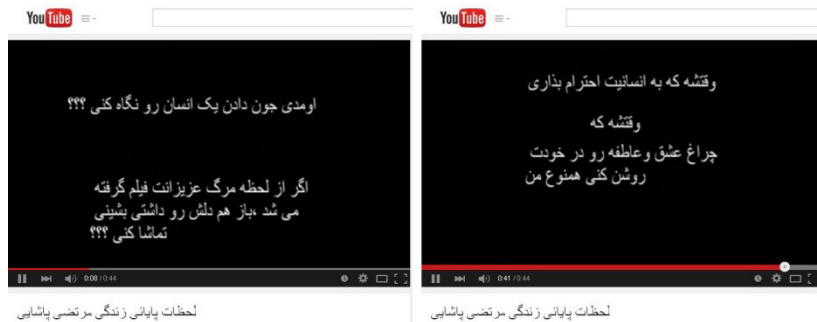 YouTube
اومدی جون دادن یک انسان رو نگاه کنی ؟؟؟
اگر از لحظه مرگ عزیزانت فیلم گرفته
می شد ،باز هم دلش رو داشتی بشینی
تماشا کنی ؟؟؟
0:08 / 0:44
لحظات پایانی زندگی مرتضی پاشایی
YouTube
وقتشه که به انسانیت احترام بذاری
وقتشه که
چراغ عشق وعاطفه رو در خودت
روشن کنی همنوع من
0:41 / 0:44
لحظات پایانی زندگی مرتضی پاشایی